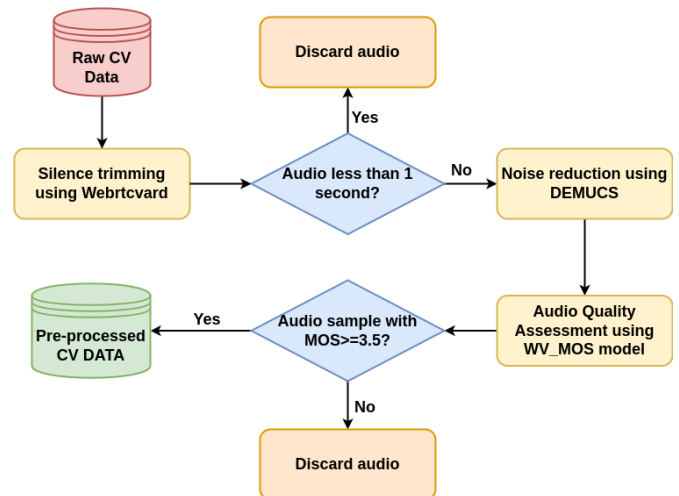 Raw CV
Data
Discard audio
Yes
Silence trimming
using Webrtcvard
Audio less than 1
second?
No
Noise reduction using
DEMUCS
Pre-processed
CV DATA
Yes
Audio sample with
MOS>=3.5?
Audio Quality
Assessment using
WV_MOS model
No
Discard audio